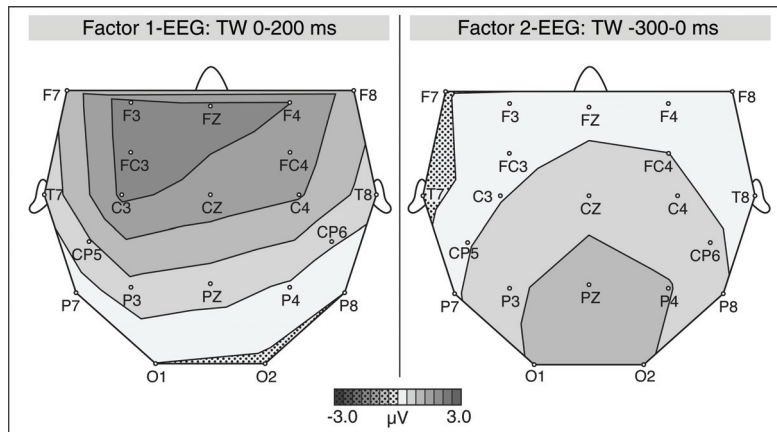 Factor 1-EEG: TW 0-200 ms
Factor 2-EEG: TW -300-0 ms
F7 F8
F3 FZ F4
FC3 FC4
T7 C3 CZ C4 T8
CP5 CP6
P7 P3 PZ P4 P8
O1 O2
F7 F8
F3 FZ F4
FC3 FC4
T7 C3 CZ C4 T8
CP5 CP6
P7 P3 PZ P4 P8
O1 O2
-3.0 µV 3.0